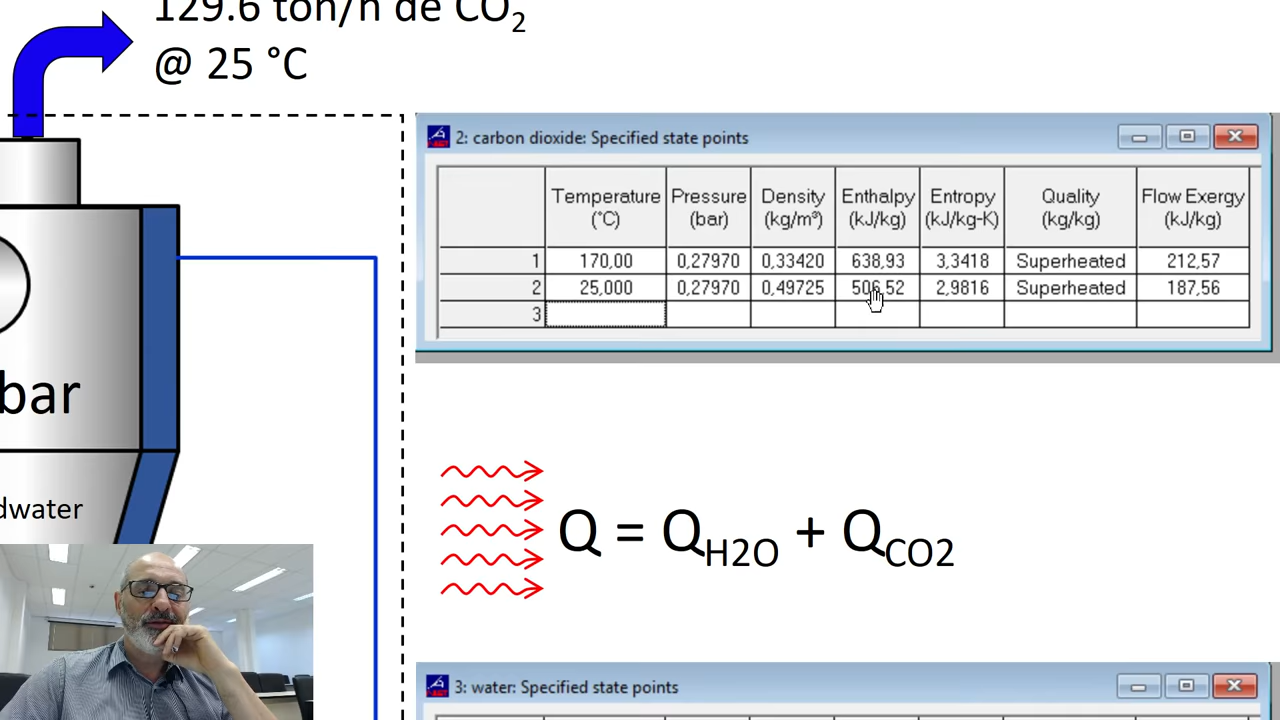 129.6 ton/h de CO2
@ 25 °C
2: carbon dioxide: Specified state points
Temperature (°C) Pressure (bar) Density (kg/m³) Enthalpy (kJ/kg) Entropy (kJ/kg-K) Quality (kg/kg) Flow Exergy (kJ/kg)
1 170,00 0,27970 0,33420 638,93 3,3418 Superheated 212,57
2 25,000 0,27970 0,49725 506,52 2,9816 Superheated 187,56
3
bar
dwater
Q = QH2O + QCO2
3: water: Specified state points